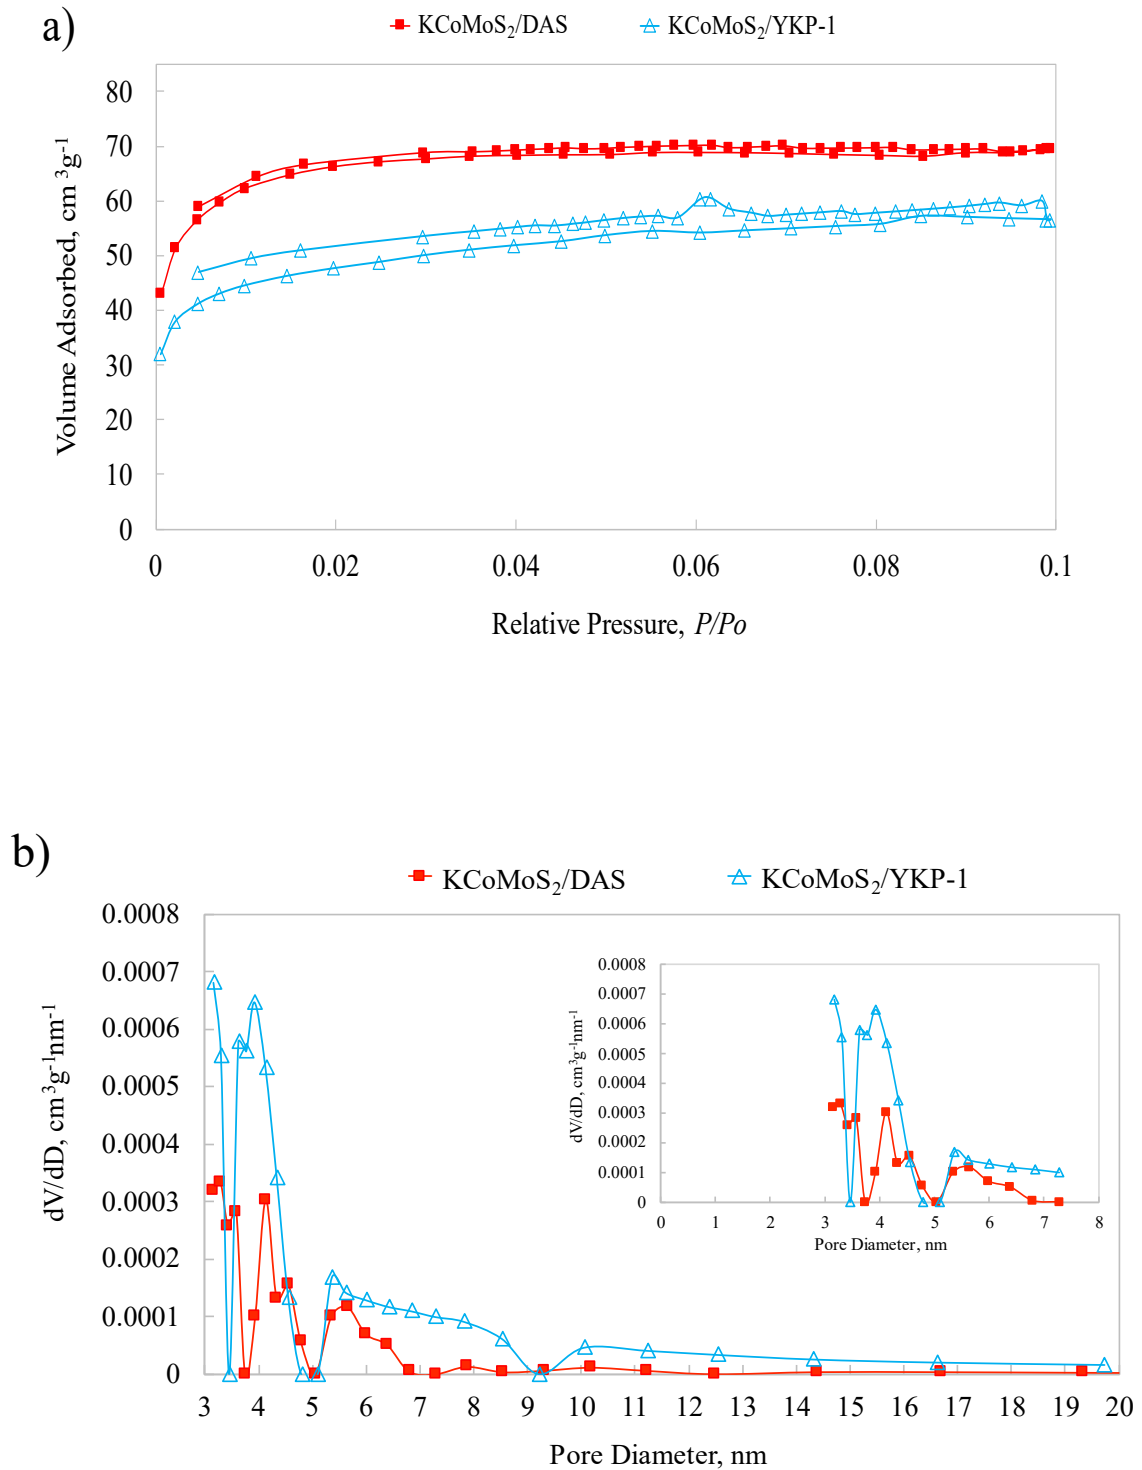 a)
KCoMoS₂/DAS
KCoMoS₂/YKP-1
Volume Adsorbed, cm³g⁻¹
80
70
60
50
40
30
20
10
0
0 0.02 0.04 0.06 0.08 0.1
Relative Pressure, P/Po
b)
KCoMoS₂/DAS
KCoMoS₂/YKP-1
dV/dD, cm³g⁻¹nm⁻¹
0.0008
0.0007
0.0006
0.0005
0.0004
0.0003
0.0002
0.0001
0
3 4 5 6 7 8 9 10 11 12 13 14 15 16 17 18 19 20
Pore Diameter, nm
dV/dD, cm³g⁻¹nm⁻¹
0.0008
0.0007
0.0006
0.0005
0.0004
0.0003
0.0002
0.0001
0
0 1 2 3 4 5 6 7 8
Pore Diameter, nm